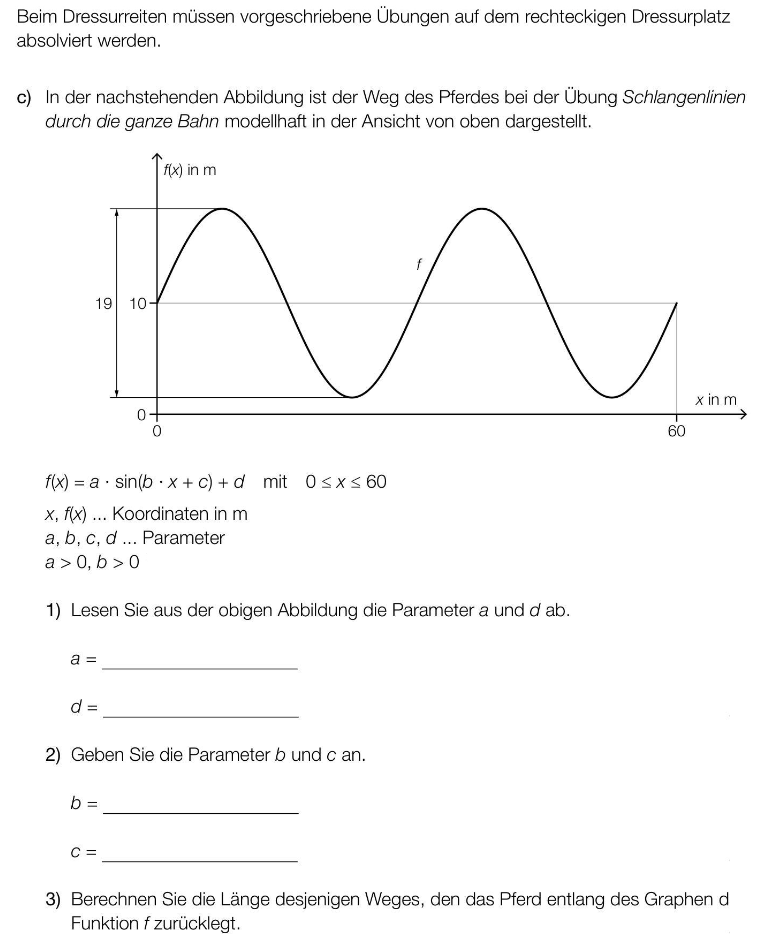 Beim Dressurreiten müssen vorgeschriebene Übungen auf dem rechteckigen Dressurplatz
absolviert werden.
c) In der nachstehenden Abbildung ist der Weg des Pferdes bei der Übung Schlangenlinien
durch die ganze Bahn modellhaft in der Ansicht von oben dargestellt.
f(x) in m
f
19
10
x in m
0
0
60
f(x) = a · sin(b · x + c) + d mit 0 ≤ x ≤ 60
x, f(x) ... Koordinaten in m
a, b, c, d ... Parameter
a > 0, b > 0
1) Lesen Sie aus der obigen Abbildung die Parameter a und d ab.
a =
d =
2) Geben Sie die Parameter b und c an.
b =
c =
3) Berechnen Sie die Länge desjenigen Weges, den das Pferd entlang des Graphen d
Funktion f zurücklegt.